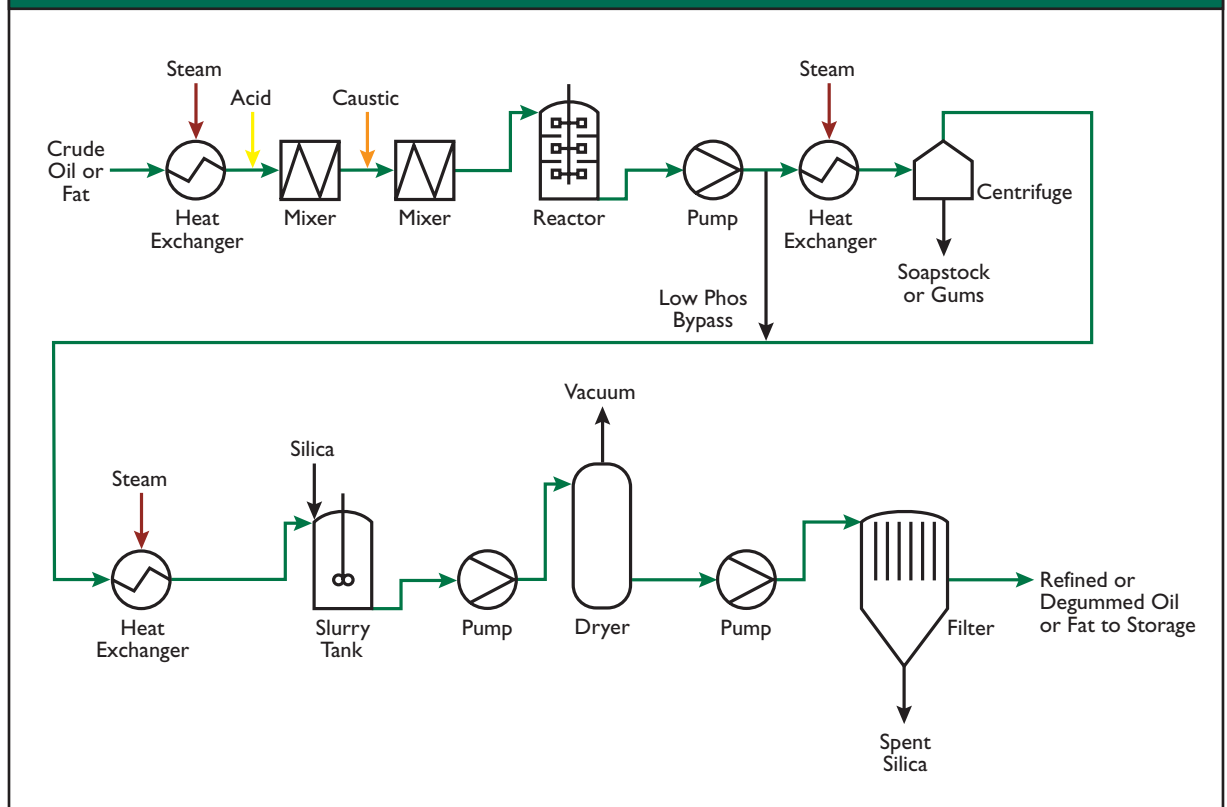 Steam
Acid
Caustic
Steam
Crude
Oil or
Fat
Heat
Exchanger
Mixer
Mixer
Reactor
Pump
Heat
Exchanger
Centrifuge
Soapstock
or Gums
Low Phos
Bypass
Vacuum
Silica
Steam
Heat
Exchanger
Slurry
Tank
Pump
Dryer
Pump
Filter
Refined or
Degummed Oil
or Fat to Storage
Spent
Silica